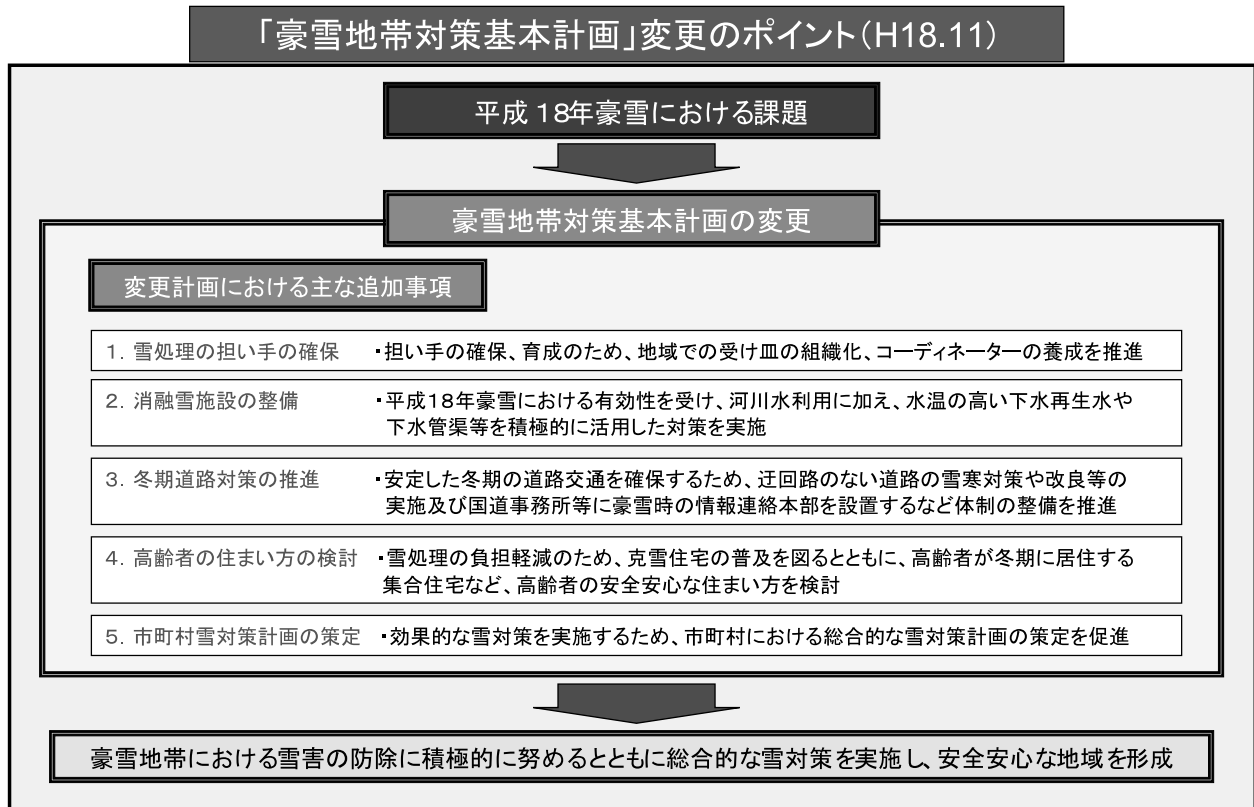 「豪雪地帯対策基本計画」変更のポイント(H18.11)
平成 18年豪雪における課題
豪雪地帯対策基本計画の変更
変更計画における主な追加事項
1. 雪処理の担い手の確保 ・担い手の確保、育成のため、地域での受け皿の組織化、コーディネーターの養成を推進
2. 消融雪施設の整備 ・平成18年豪雪における有効性を受け、河川水利用に加え、水温の高い下水再生水や
下水管渠等を積極的に活用した対策を実施
3. 冬期道路対策の推進 ・安定した冬期の道路交通を確保するため、迂回路のない道路の雪寒対策や改良等の
実施及び国道事務所等に豪雪時の情報連絡本部を設置するなど体制の整備を推進
4. 高齢者の住まい方の検討 ・雪処理の負担軽減のため、克雪住宅の普及を図るとともに、高齢者が冬期に居住する
集合住宅など、高齢者の安全安心な住まい方を検討
5. 市町村雪対策計画の策定 ・効果的な雪対策を実施するため、市町村における総合的な雪対策計画の策定を促進
豪雪地帯における雪害の防除に積極的に努めるとともに総合的な雪対策を実施し、安全安心な地域を形成